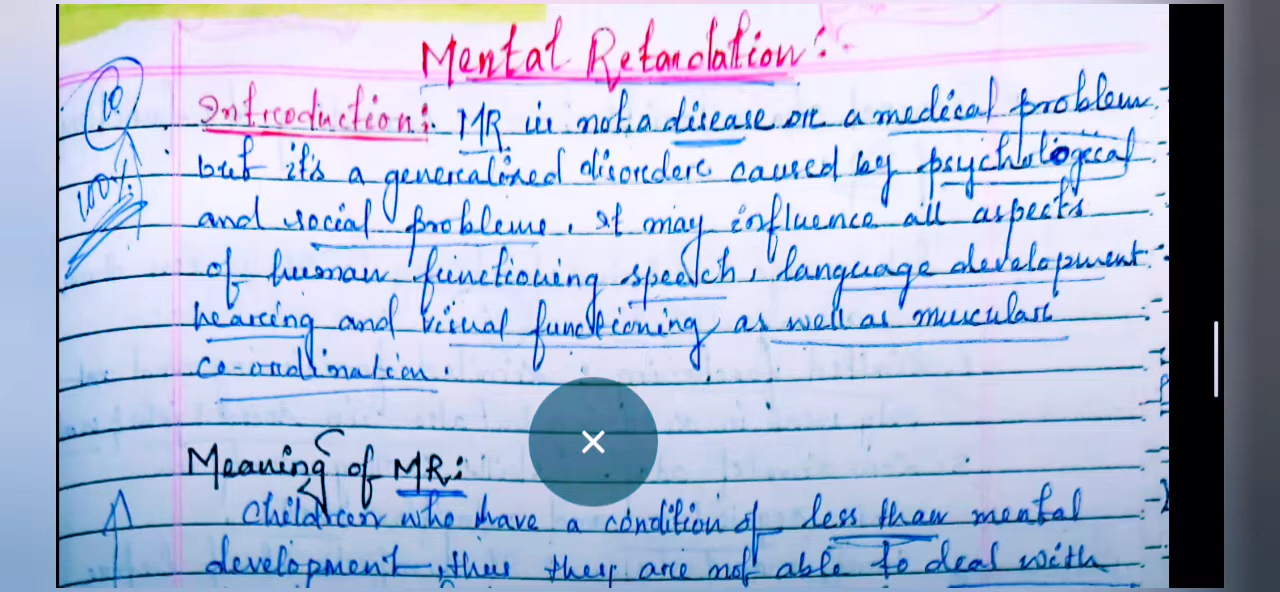 Mental Retardation:-
10
Introduction: MR is not a disease or a medical problem
but it's a generalized disorder caused by psychological
100%
and social problems. It may influence all aspects
of human functioning speech, language development
hearing and visual functioning, as well as muscular
co-ordination.
Meaning of MR:
Children who have a condition of less than mental
development, thus they are not able to deal with